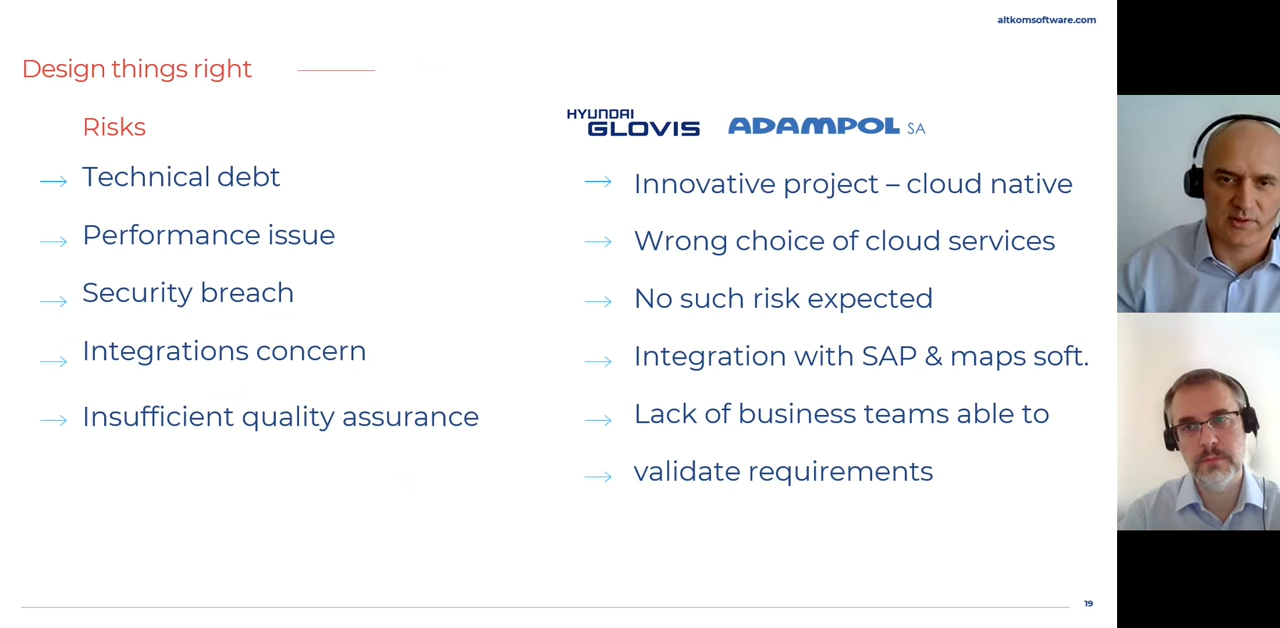 altkomsoftware.com
Design things right
Risks
Technical debt
Performance issue
Security breach
Integrations concern
Insufficient quality assurance
HYUNDAI
GLOVIS
ADAMPOL SA
Innovative project – cloud native
Wrong choice of cloud services
No such risk expected
Integration with SAP & maps soft.
Lack of business teams able to
validate requirements
19